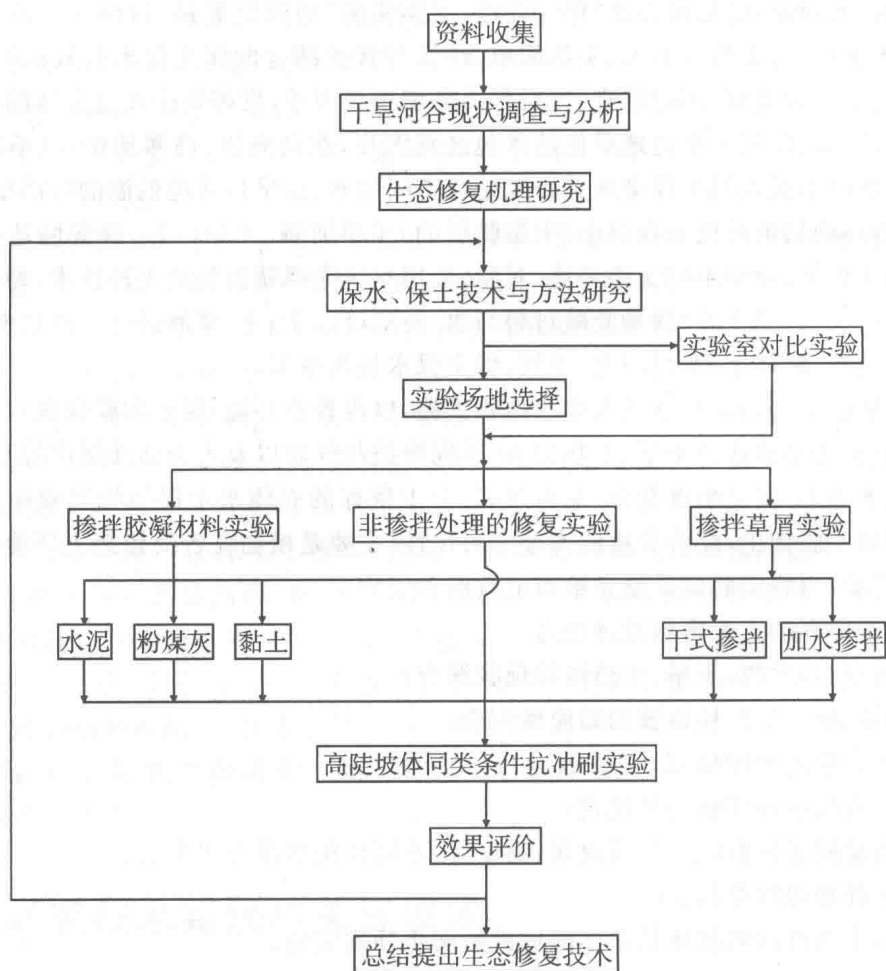 资料收集
干旱河谷现状调查与分析
生态修复机理研究
保水、保土技术与方法研究
实验室对比实验
实验场地选择
掺拌胶凝材料实验
非掺拌处理的修复实验
掺拌草屑实验
水泥
粉煤灰
黏土
干式掺拌
加水掺拌
高陡坡体同类条件抗冲刷实验
效果评价
总结提出生态修复技术